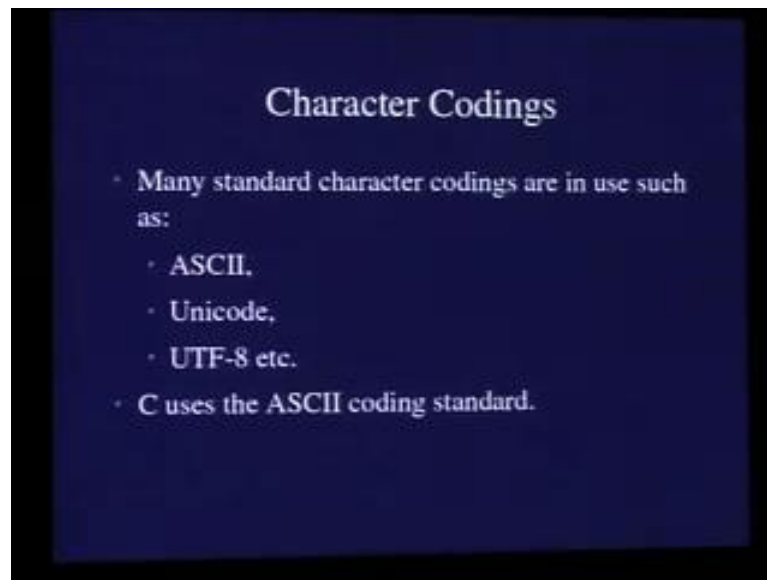 Character Codings
Many standard character codings are in use such
as:
ASCII,
Unicode,
UTF-8 etc.
C uses the ASCII coding standard.